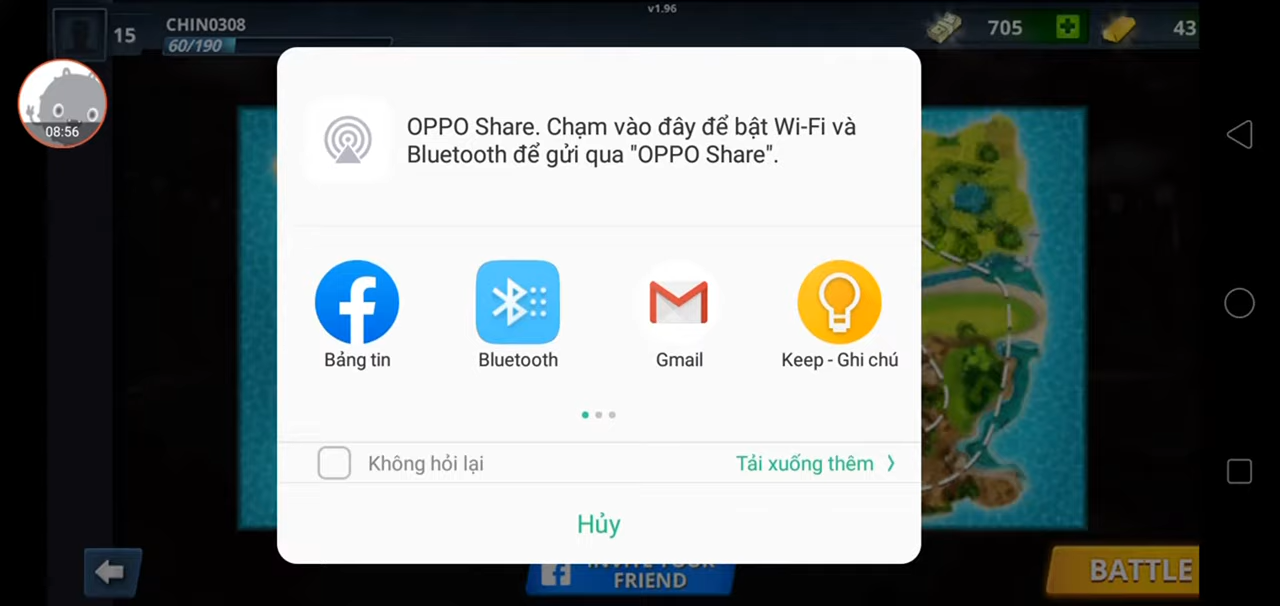 v1.96
15
CHIN0308
60/190
705
43
08:56
OPPO Share. Chạm vào đây để bật Wi-Fi và
Bluetooth để gửi qua "OPPO Share".
Bảng tin
Bluetooth
Gmail
Keep - Ghi chú
Không hỏi lại
Tải xuống thêm
Hủy
INVITE YOUR
FRIEND
BATTLE